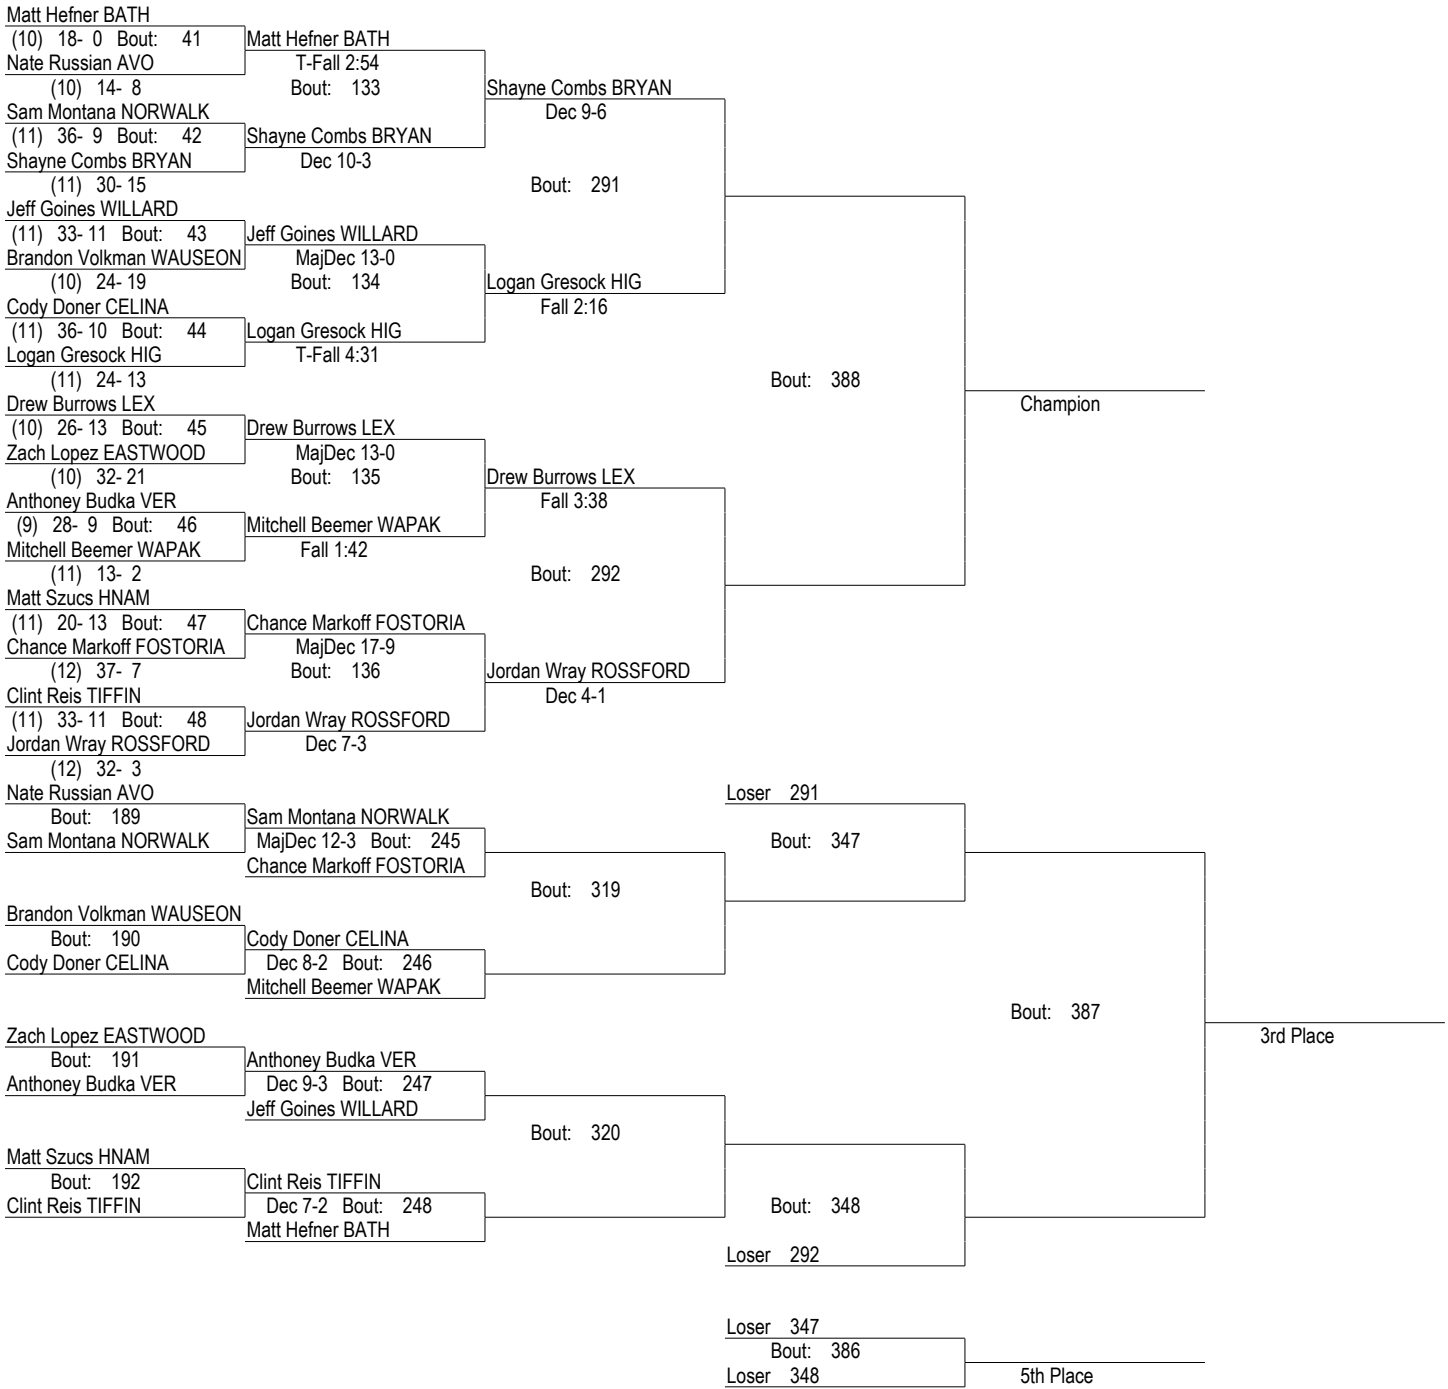 Matt Hefner BATH
(10) 18- 0 Bout: 41 Matt Hefner BATH
Nate Russian AVO T-Fall 2:54
(10) 14- 8 Bout: 133 Shayne Combs BRYAN
Sam Montana NORWALK Dec 9-6
(11) 36- 9 Bout: 42 Shayne Combs BRYAN
Shayne Combs BRYAN Dec 10-3
(11) 30- 15 Bout: 291
Jeff Goines WILLARD
(11) 33- 11 Bout: 43 Jeff Goines WILLARD
Brandon Volkman WAUSEON MajDec 13-0
(10) 24- 19 Bout: 134 Logan Gresock HIG
Cody Doner CELINA Fall 2:16
(11) 36- 10 Bout: 44 Logan Gresock HIG
Logan Gresock HIG T-Fall 4:31
(11) 24- 13 Bout: 388
Drew Burrows LEX Champion
(10) 26- 13 Bout: 45 Drew Burrows LEX
Zach Lopez EASTWOOD MajDec 13-0
(10) 32- 21 Bout: 135 Drew Burrows LEX
Anthoney Budka VER Fall 3:38
(9) 28- 9 Bout: 46 Mitchell Beemer WAPAK
Mitchell Beemer WAPAK Fall 1:42
(11) 13- 2 Bout: 292
Matt Szucs HNAM
(11) 20- 13 Bout: 47 Chance Markoff FOSTORIA
Chance Markoff FOSTORIA MajDec 17-9
(12) 37- 7 Bout: 136 Jordan Wray ROSSFORD
Clint Reis TIFFIN Dec 4-1
(11) 33- 11 Bout: 48 Jordan Wray ROSSFORD
Jordan Wray ROSSFORD Dec 7-3
(12) 32- 3
Nate Russian AVO Loser 291
Bout: 189 Sam Montana NORWALK
Sam Montana NORWALK MajDec 12-3 Bout: 245 Bout: 347
Chance Markoff FOSTORIA
Bout: 319
Brandon Volkman WAUSEON
Bout: 190 Cody Doner CELINA
Cody Doner CELINA Dec 8-2 Bout: 246
Mitchell Beemer WAPAK
Bout: 387
Zach Lopez EASTWOOD 3rd Place
Bout: 191 Anthoney Budka VER
Anthoney Budka VER Dec 9-3 Bout: 247
Jeff Goines WILLARD
Bout: 320
Matt Szucs HNAM
Bout: 192 Clint Reis TIFFIN
Clint Reis TIFFIN Dec 7-2 Bout: 248 Bout: 348
Matt Hefner BATH
Loser 292
Loser 347
Bout: 386
Loser 348 5th Place